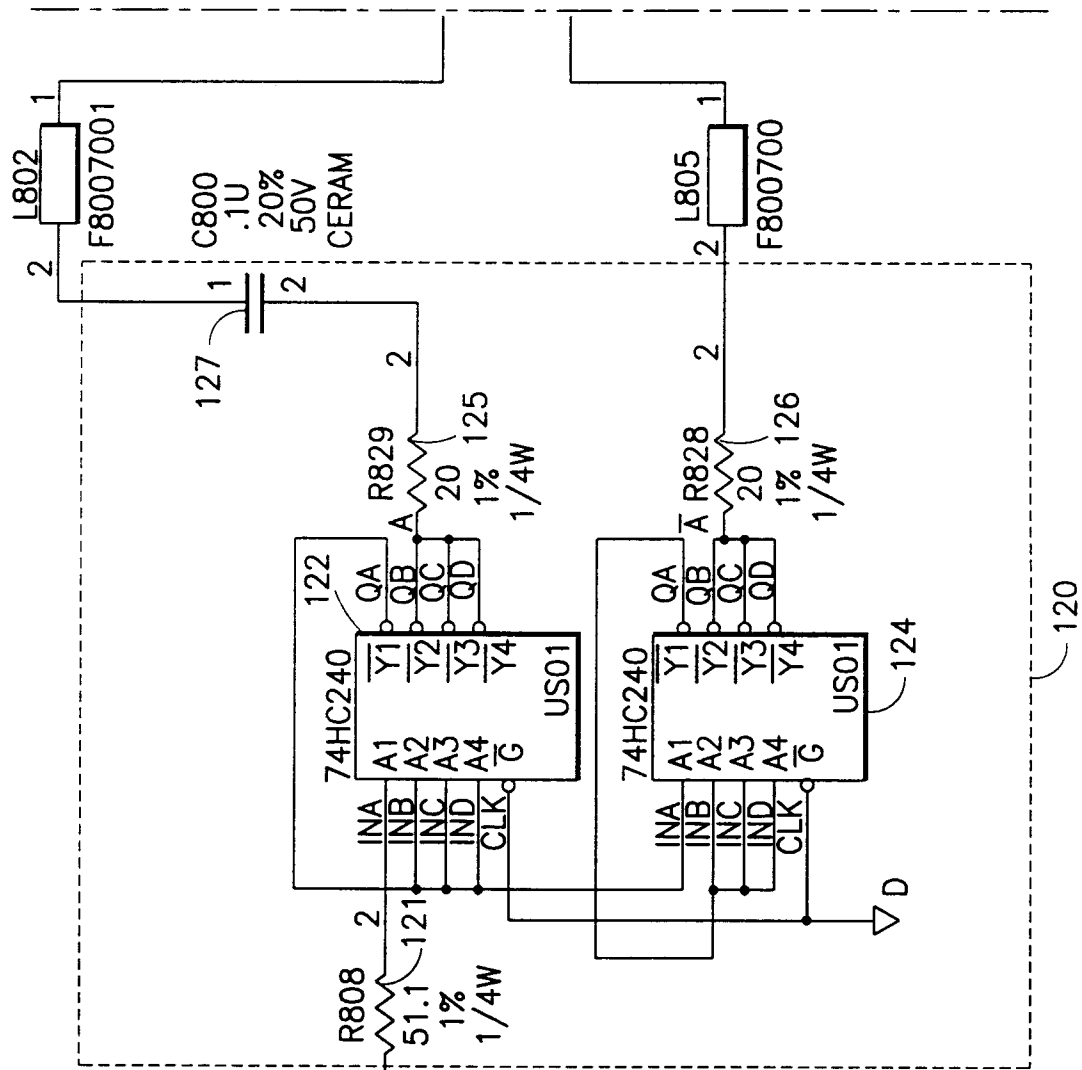 L802
1
2
F8007001
C800
.1U
20%
50V
CERAM
1
2
127
L805
1
2
F800700
R829
20
1%
1/4W
2
125
A
R828
20
1%
1/4W
2
126
A
122
74HC240
INA
INB
INC
IND
CLK
A1
A2
A3
A4
G
Y1
Y2
Y3
Y4
QA
QB
QC
QD
US01
74HC240
INA
INB
INC
IND
CLK
A1
A2
A3
A4
G
Y1
Y2
Y3
Y4
QA
QB
QC
QD
US01
124
R808
51.1
1%
1/4W
2
121
D
120